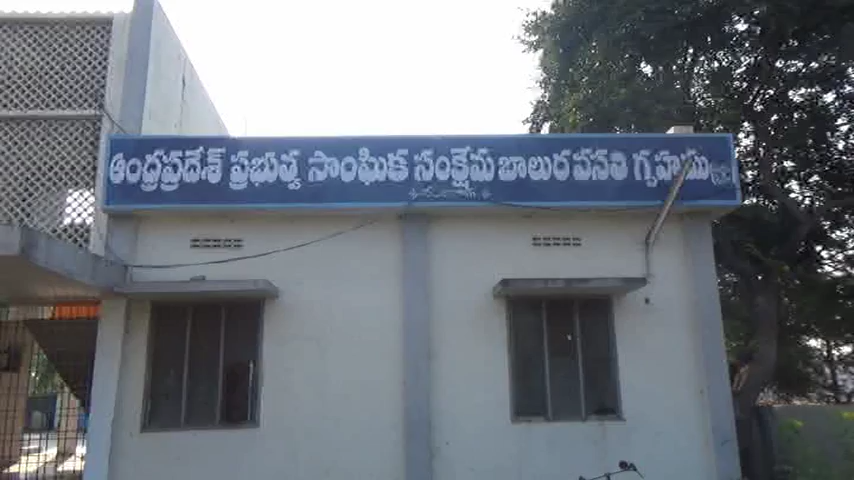 ఆంధ్రప్రదేశ్ ప్రభుత్వ సాంఘిక సంక్షేమ బాలుర వసతి గృహము